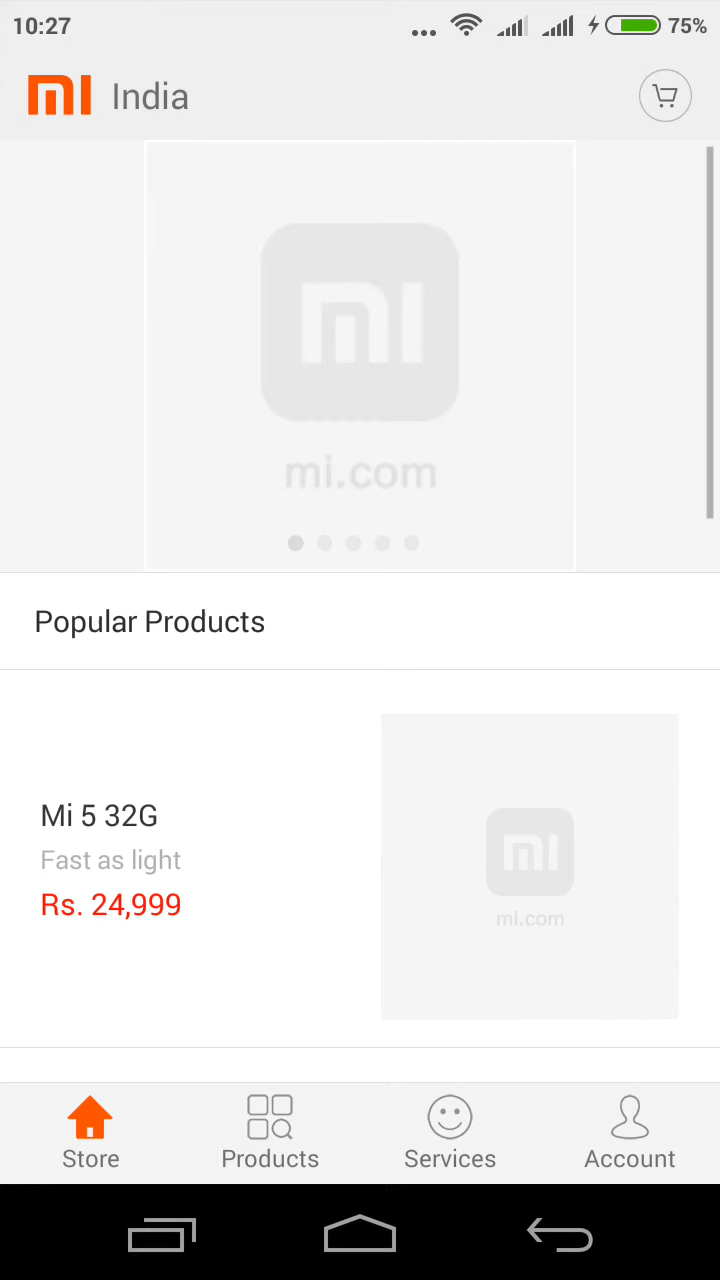 10:27
75%
mi India
mi
mi.com
Popular Products
Mi 5 32G
Fast as light
Rs. 24,999
mi
mi.com
Store
Products
Services
Account